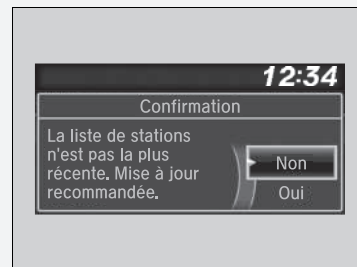 12:34
Confirmation
La liste de stations
n'est pas la plus
récente. Mise à jour
recommandée.
Non
Oui